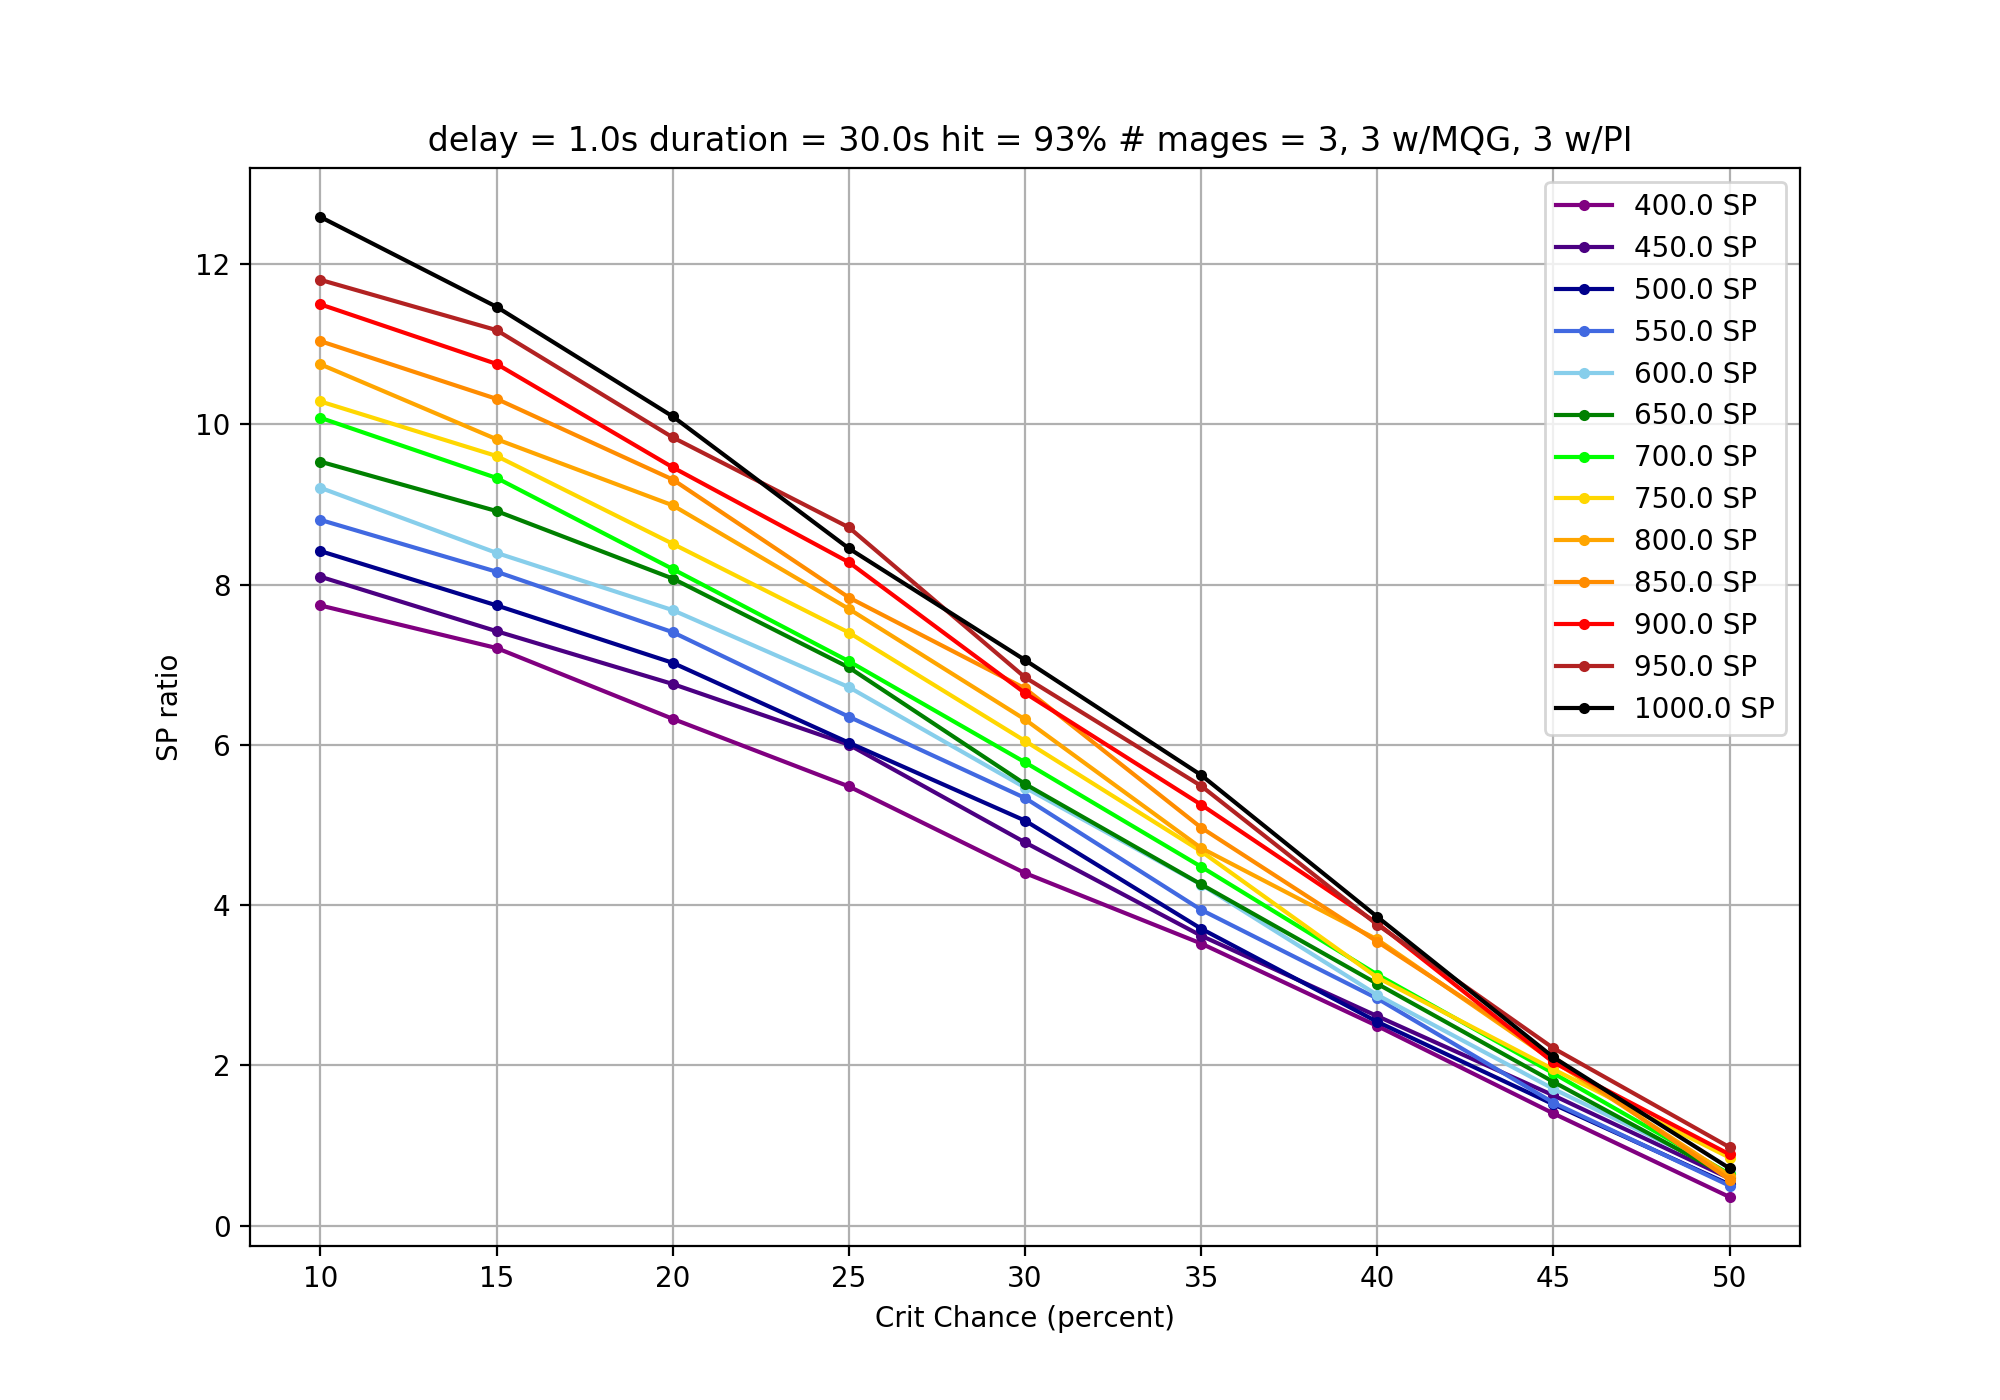 delay = 1.0s duration = 30.0s hit = 93% # mages = 3, 3 w/MQG, 3 w/PI
400.0 SP
450.0 SP
500.0 SP
550.0 SP
600.0 SP
650.0 SP
700.0 SP
750.0 SP
800.0 SP
850.0 SP
900.0 SP
950.0 SP
1000.0 SP
12
10
8
6
4
2
0
SP ratio
10 15 20 25 30 35 40 45 50
Crit Chance (percent)